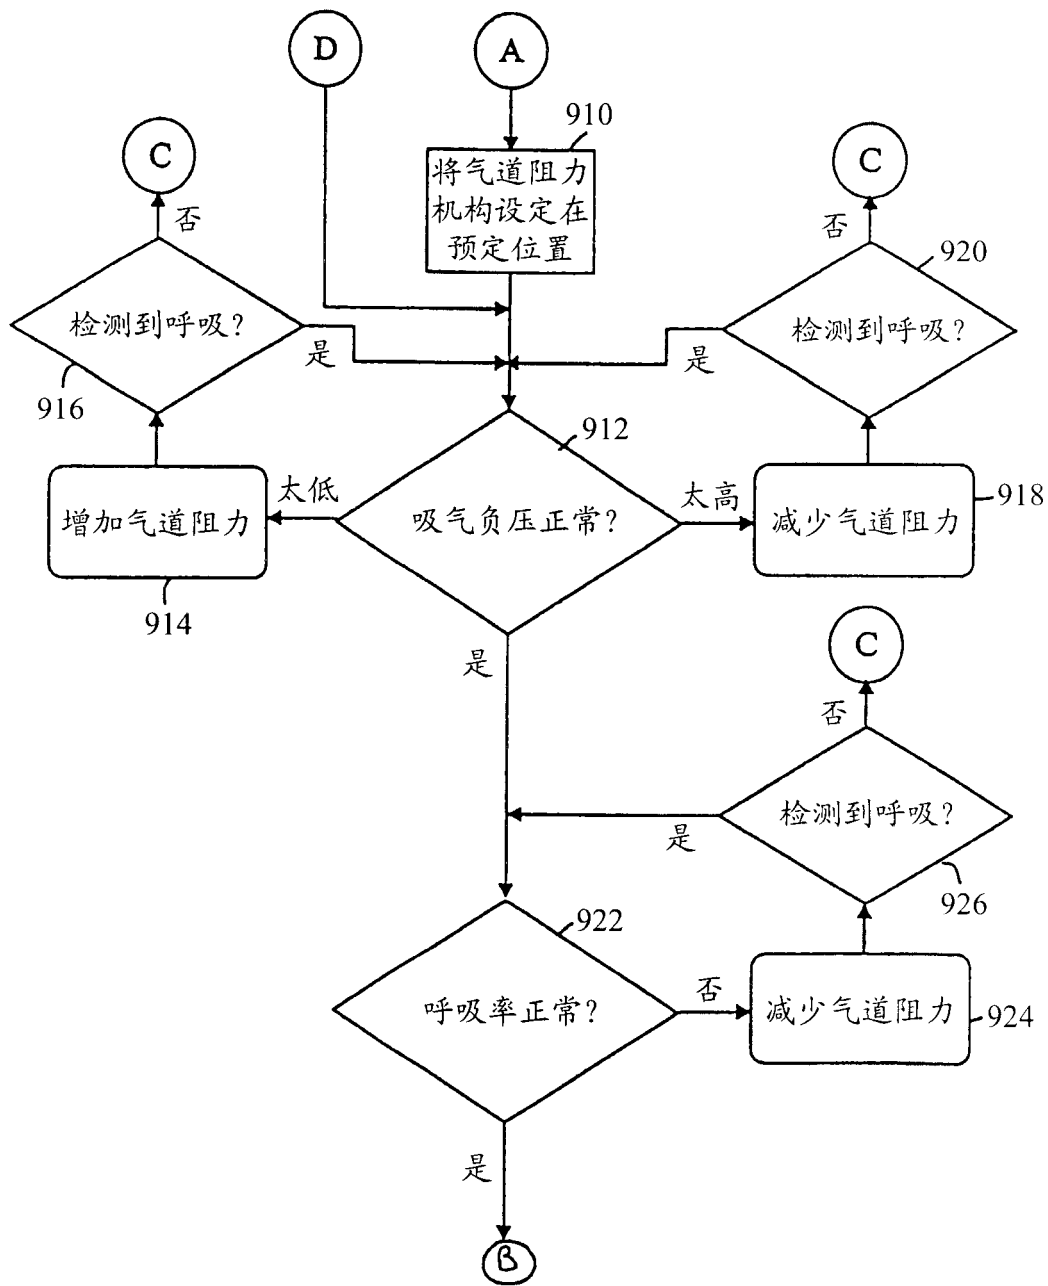 D
A
910
C
将气道阻力
机构设定在
预定位置
C
否
否
920
检测到呼吸?
是
916
检测到呼吸?
是
912
太低
太高
增加气道阻力
吸气负压正常?
减少气道阻力
918
914
是
C
否
检测到呼吸?
是
926
922
呼吸率正常?
否
减少气道阻力
924
是
B